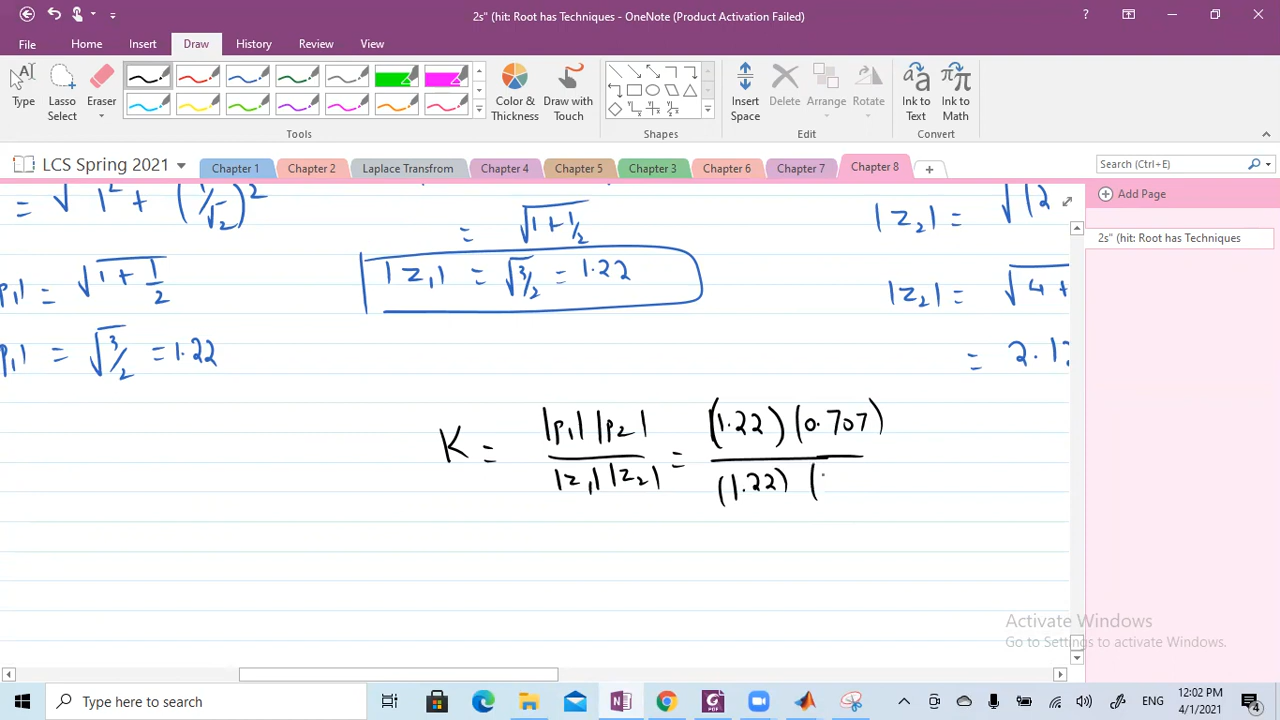 2s" (hit: Root has Techniques - OneNote (Product Activation Failed)
File Home Insert Draw History Review View
Type Lasso Select Eraser Color & Thickness Draw with Touch Insert Space Delete Arrange Rotate Ink to Text Ink to Math
Tools Shapes Edit Convert
LCS Spring 2021 Chapter 1 Chapter 2 Laplace Transfrom Chapter 4 Chapter 5 Chapter 3 Chapter 6 Chapter 7 Chapter 8 Search (Ctrl+E)
Add Page
2s" (hit: Root has Techniques
= √1² + (1/√2)²
= √1+1/2
|z₂| =
p₁| = √1 + 1/2
|z₁| = √3/2 = 1.22
|z₂| = √4 +
p₁| = √3/2 = 1.22
= 2.12
K = |p₁| |p₂| / |z₁| |z₂| = (1.22) (0.707) / (1.22) (
Activate Windows
Go to Settings to activate Windows.
Type here to search
ENG
12:02 PM
4/1/2021
4